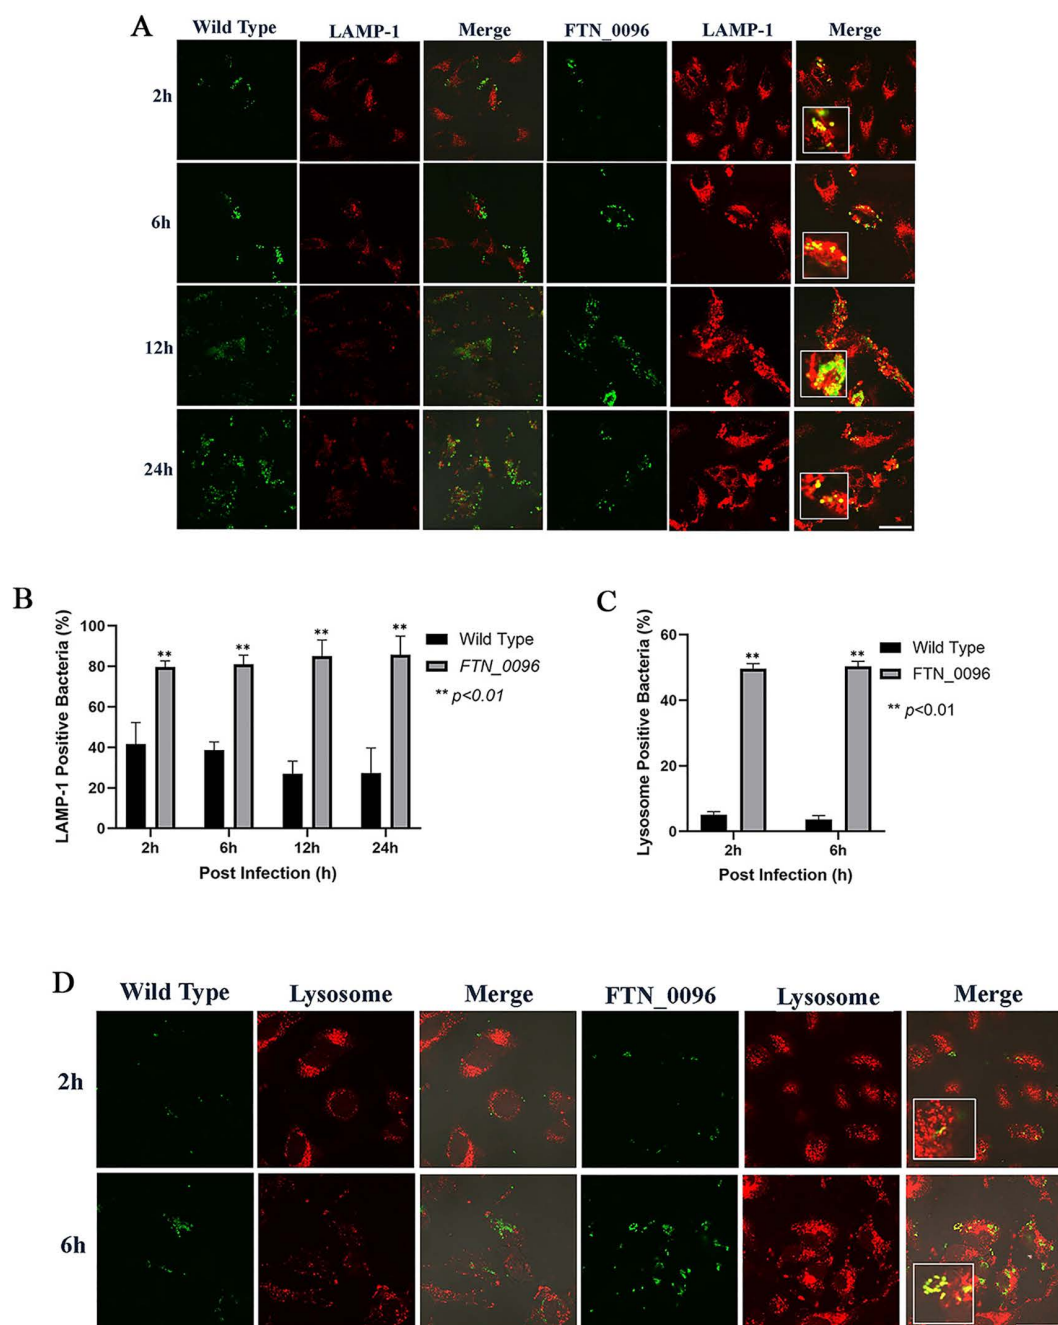 A
Wild Type LAMP-1 Merge FTN_0096 LAMP-1 Merge
2h
6h
12h
24h
B
LAMP-1 Positive Bacteria (%)
100
80
60
40
20
0
** ** ** **
2h 6h 12h 24h
Post Infection (h)
Wild Type
FTN_0096
** p<0.01
C
Lysosome Positive Bacteria (%)
60
40
20
0
** **
2h 6h
Post Infection (h)
Wild Type
FTN_0096
** p<0.01
D
Wild Type Lysosome Merge FTN_0096 Lysosome Merge
2h
6h